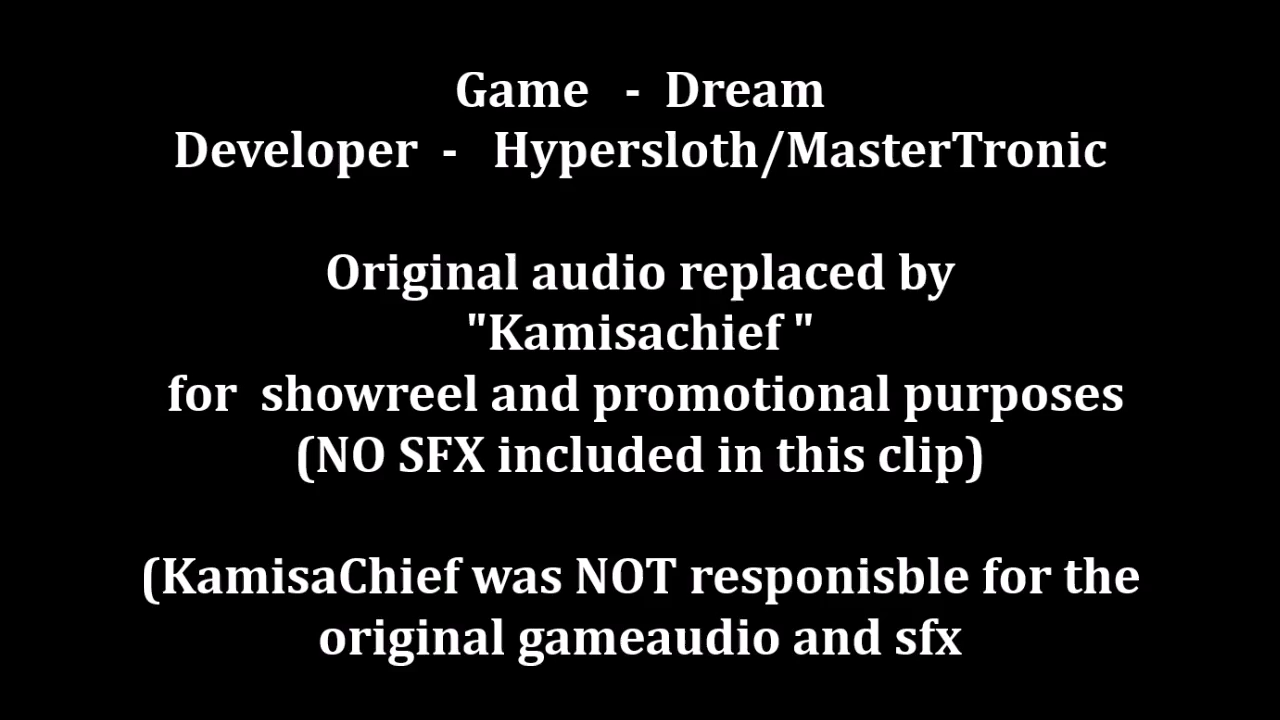 Game - Dream
Developer - Hypersloth/MasterTronic
Original audio replaced by
"Kamisachief "
for showreel and promotional purposes
(NO SFX included in this clip)
(KamisaChief was NOT responisble for the
original gameaudio and sfx